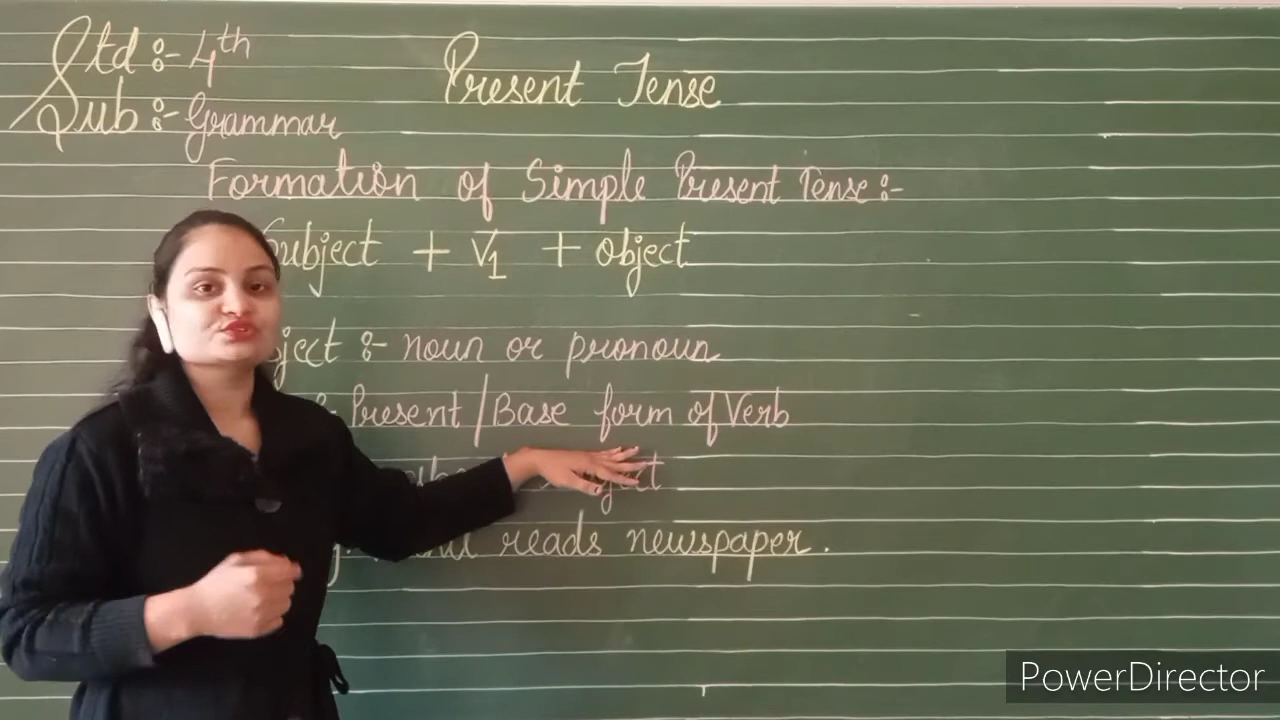 Std :- 4th
Present Tense
Sub :- Grammar
Formation of Simple Present Tense :-
Subject + V1 + object
ject :- noun or pronoun
:- Present / Base form of Verb
ject
reads newspaper.
PowerDirector